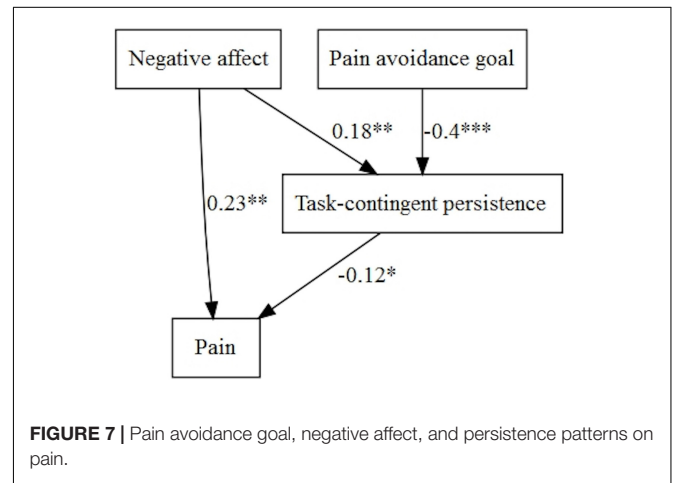 Negative affect
Pain avoidance goal
0.18**
-0.4***
0.23**
Task-contingent persistence
-0.12*
Pain
FIGURE 7 | Pain avoidance goal, negative affect, and persistence patterns on
pain.